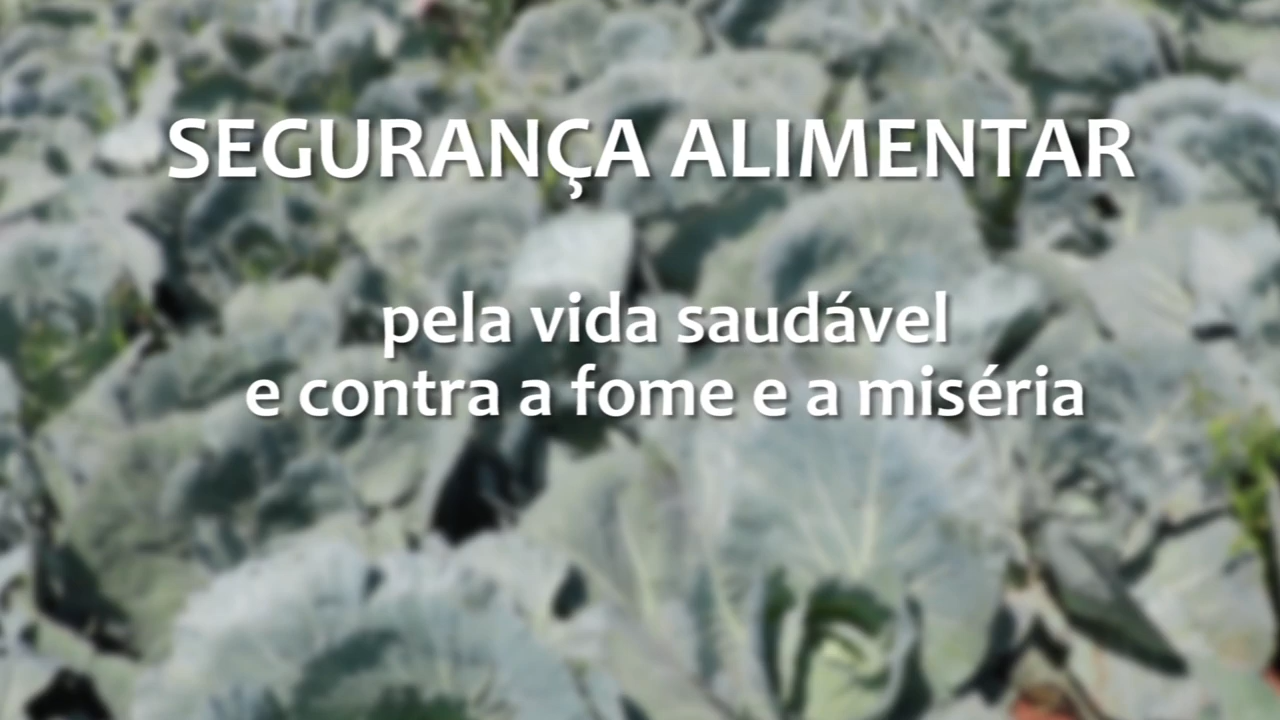 SEGURANÇA ALIMENTAR
pela vida saudável
e contra a fome e a miséria